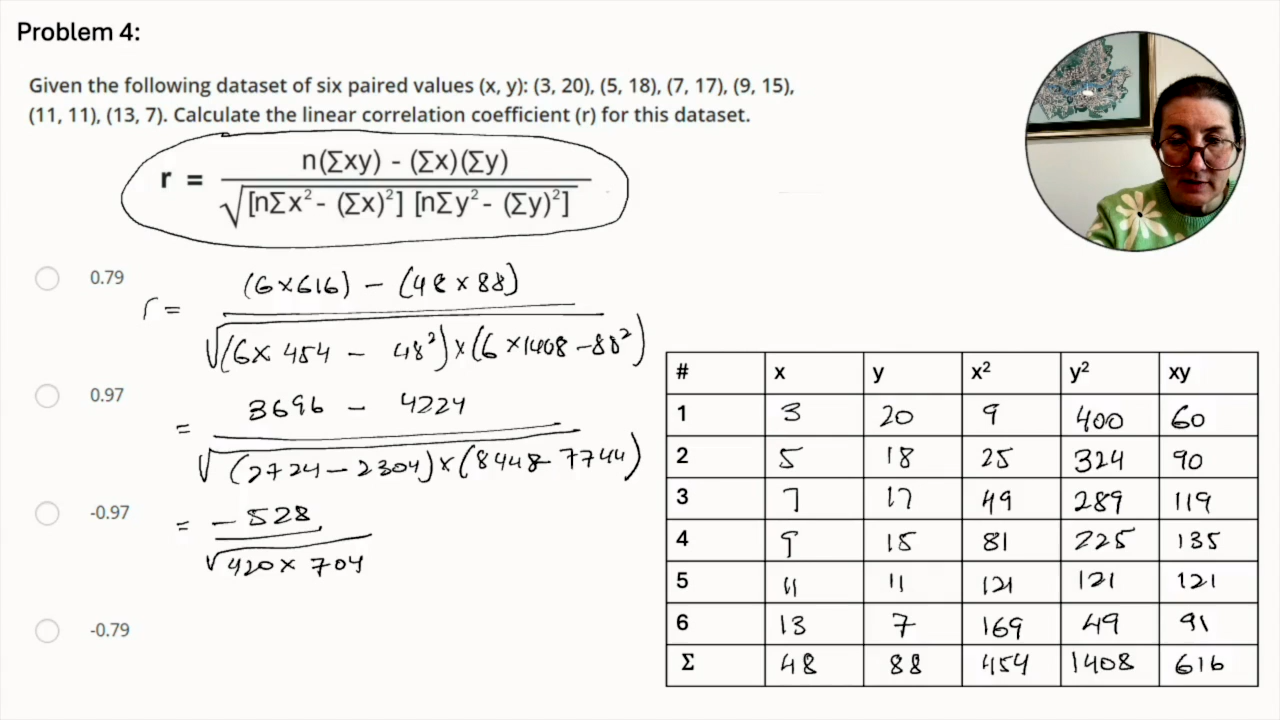 Problem 4:
Given the following dataset of six paired values (x, y): (3, 20), (5, 18), (7, 17), (9, 15),
(11, 11), (13, 7). Calculate the linear correlation coefficient (r) for this dataset.
r = n(Σxy) - (Σx)(Σy)
√[nΣx² - (Σx)²] [nΣy² - (Σy)²]
0.79
r = (6×616) - (48×88)
√(6×454 - 48²)×(6×1408-88²)
0.97
= 3696 - 4224
√(2724-2304)×(8448-7744)
-0.97
= -528
√420×704
-0.79
# x y x² y² xy
1 3 20 9 400 60
2 5 18 25 324 90
3 7 17 49 289 119
4 9 15 81 225 135
5 11 11 121 121 121
6 13 7 169 49 91
Σ 48 88 454 1408 616